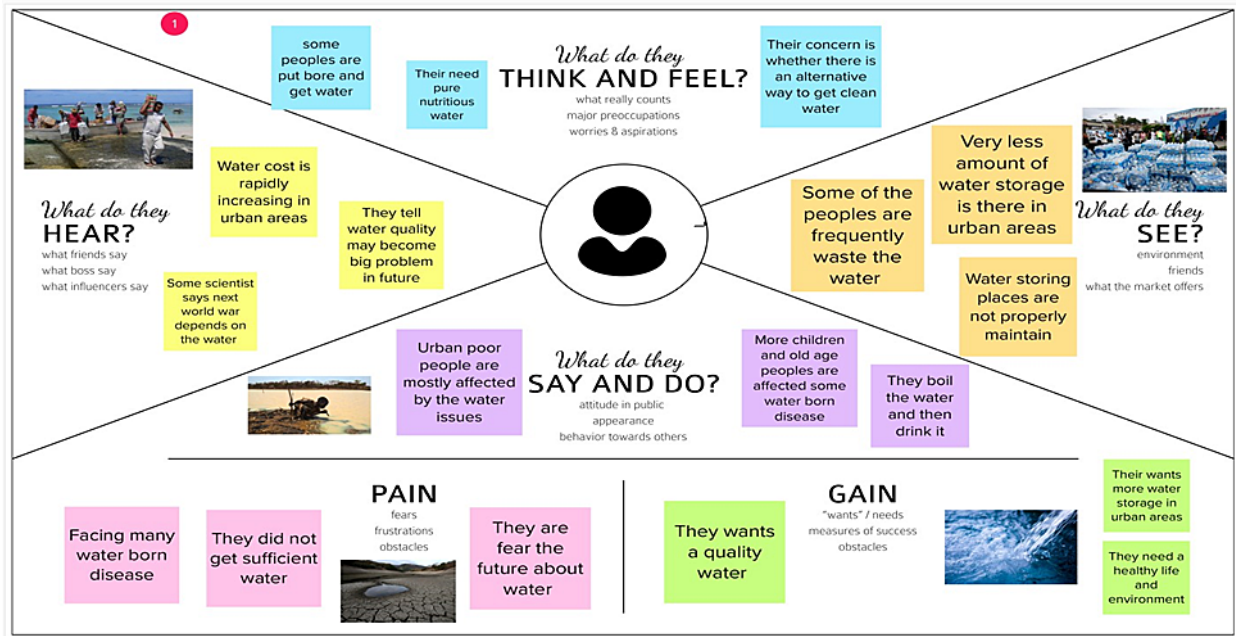 1
some
peoples are
put bore and
get water
Their need
pure
nutritious
water
What do they
THINK AND FEEL?
what really counts
major preoccupations
worries & aspirations
Their concern is
whether there is
an alternative
way to get clean
water
What do they
HEAR?
what friends say
what boss say
what influencers say
Water cost is
rapidly
increasing in
urban areas
They tell
water quality
may become
big problem
in future
Some scientist
says next
world war
depends on
the water
Some of the
peoples are
frequently
waste the
water
Very less
amount of
water storage
is there in
urban areas
Water storing
places are
not properly
maintain
What do they
SEE?
environment
friends
what the market offers
Urban poor
people are
mostly affected
by the water
issues
What do they
SAY AND DO?
attitude in public
appearance
behavior towards others
More children
and old age
peoples are
affected some
water born
disease
They boil
the water
and then
drink it
PAIN
fears
frustrations
obstacles
Facing many
water born
disease
They did not
get sufficient
water
They are
fear the
future about
water
GAIN
"wants" / needs
measures of success
obstacles
They wants
a quality
water
Their wants
more water
storage in
urban areas
They need a
healthy life
and
environment